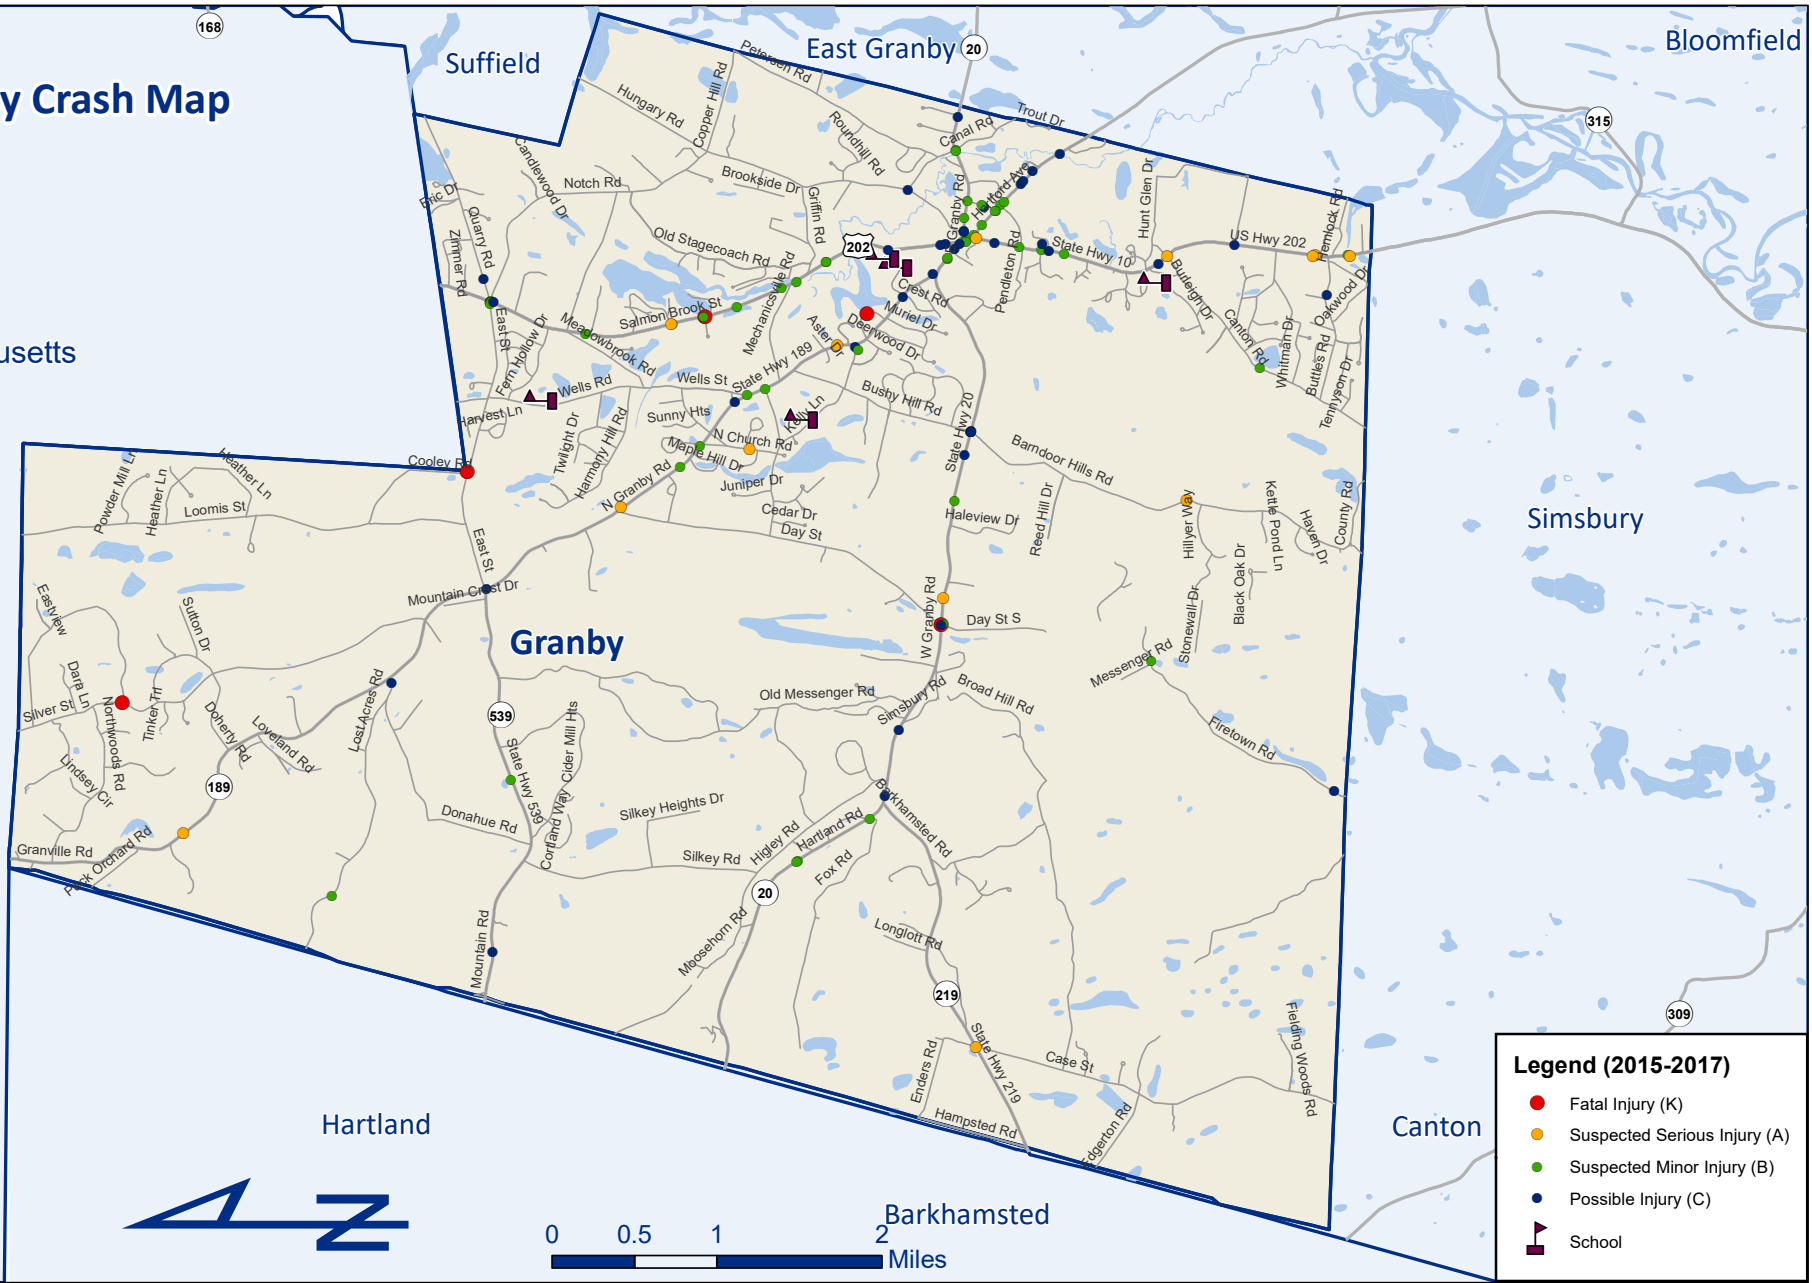 168
Suffield
East Granby
20
Bloomfield
y Crash Map
315
Petersen Rd
Hungary Rd
Copper Hill Rd
Roundhill Rd
Canal Rd
Trout Dr
Candlewood Dr
Notch Rd
Brookside Dr
Griffin Rd
E Granby Rd
Hartford Ave
Hunt Glen Dr
Hemlock Rd
Eric Dr
Quarry Rd
Zimmer Rd
Old Stagecoach Rd
202
Pendleton Rd
State Hwy 10
US Hwy 202
Burleigh Dr
Oakwood Dr
Mechanicsville Rd
Crest Rd
Muriel Dr
Salmon Brook St
Meadowbrook Rd
East St
Fern Hollow Dr
Aster Dr
Deerwood Dr
Canton Rd
Whitman Dr
Buttles Rd
Tennyson Dr
usetts
State Hwy 189
Wells St
Wells Rd
Harvest Ln
Sunny Hts
Bushy Hill Rd
Kelly Ln
N Church Rd
Maple Hill Dr
Twilight Dr
Harmony Hill Rd
State Hwy 20
Barndoor Hills Rd
Cooley Rd
Powder Mill Ln
Heather Ln
Heather Ln
Loomis St
N Granby Rd
Juniper Dr
Cedar Dr
Day St
Haleview Dr
Reed Hill Dr
Hillyer Way
Kettle Pond Ln
Haven Dr
County Rd
Simsbury
East St
Black Oak Dr
Mountain Crest Dr
Eastview
Sutton Dr
Granby
W Granby Rd
Day St S
Stonewall Dr
Messenger Rd
Dara Ln
Silver St
Northwoods Rd
Tinker Trl
Doherty Rd
Loveland Rd
Lost Acres Rd
Old Messenger Rd
Simsbury Rd
Broad Hill Rd
539
State Hwy 539
Cider Mill Hts
Firetown Rd
Lindsey Cir
189
Donahue Rd
Cortland Way
Silkey Heights Dr
Barkhamsted Rd
Granville Rd
Peck Orchard Rd
Silkey Rd
Higley Rd
Hartland Rd
Fox Rd
20
Mountain Rd
Moosehorn Rd
Longlott Rd
219
State Hwy 219
Fielding Woods Rd
309
Enders Rd
Case St
Hampsted Rd
Edgerton Rd
Hartland
Canton
Barkhamsted
N
0 0.5 1 2
Miles
Legend (2015-2017)
Fatal Injury (K)
Suspected Serious Injury (A)
Suspected Minor Injury (B)
Possible Injury (C)
School